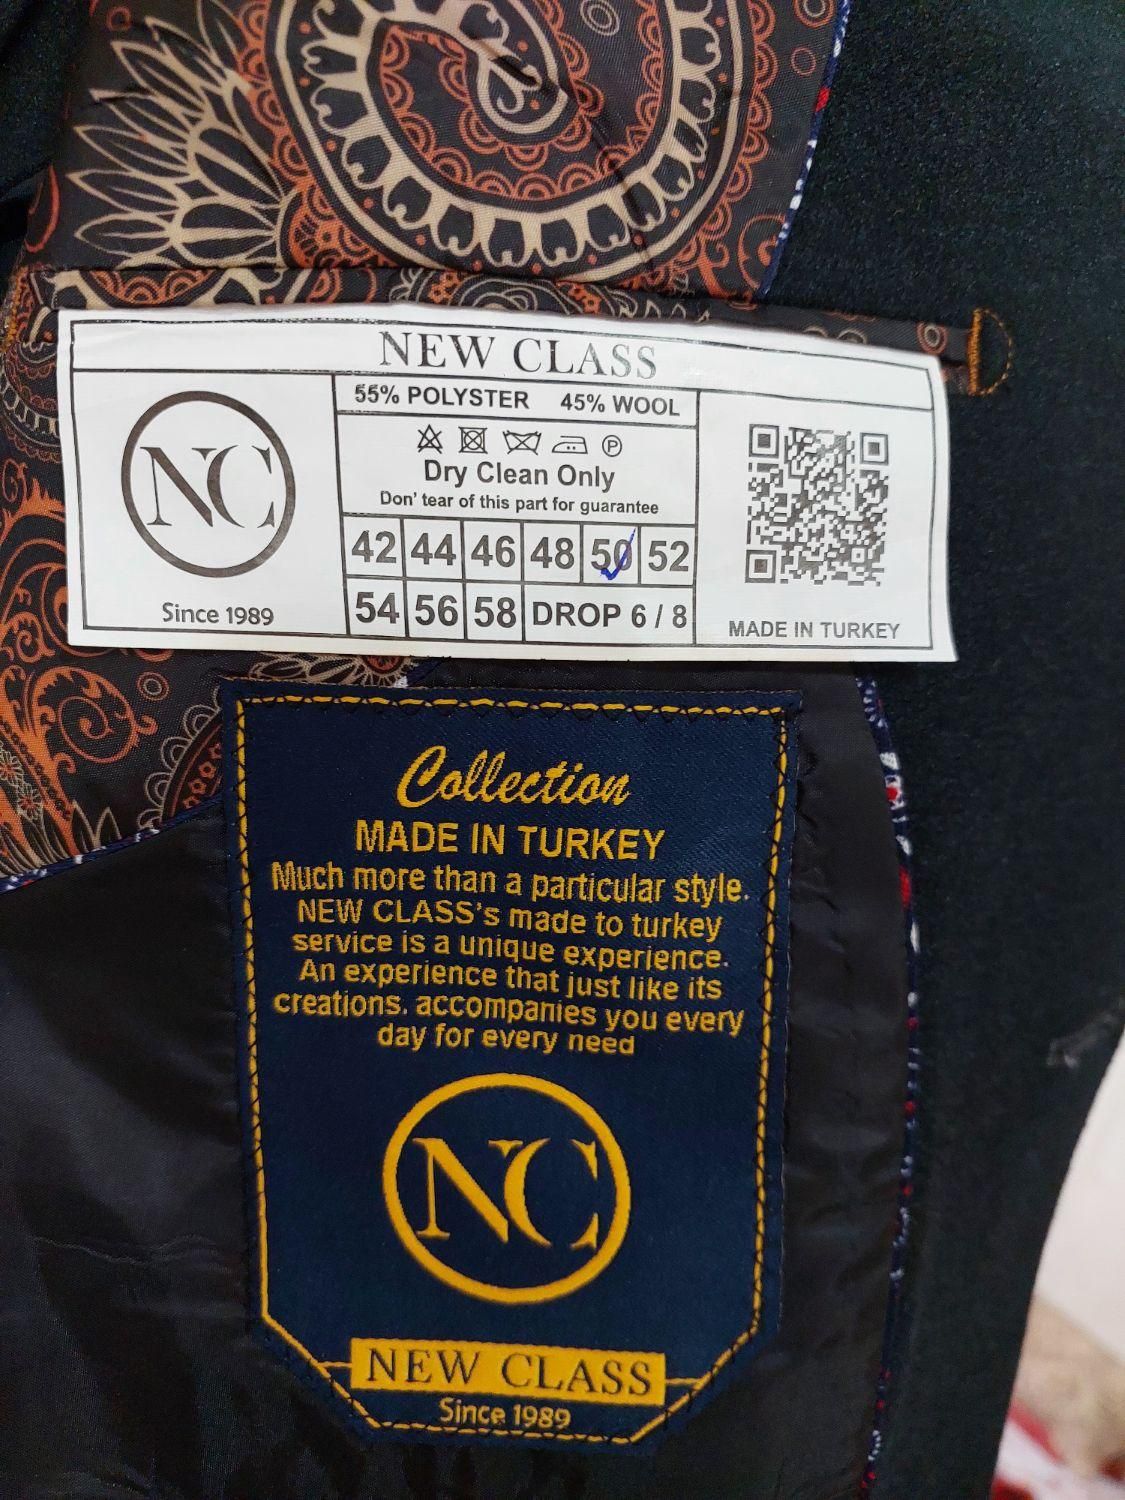 NEW CLASS
NC
Since 1989
55% POLYSTER 45% WOOL
P
Dry Clean Only
Don' tear of this part for guarantee
42 44 46 48 50 52
54 56 58 DROP 6 / 8
MADE IN TURKEY
Collection
MADE IN TURKEY
Much more than a particular style.
NEW CLASS's made to turkey
service is a unique experience.
An experience that just like its
creations. accompanies you every
day for every need
NC
NEW CLASS
Since 1989